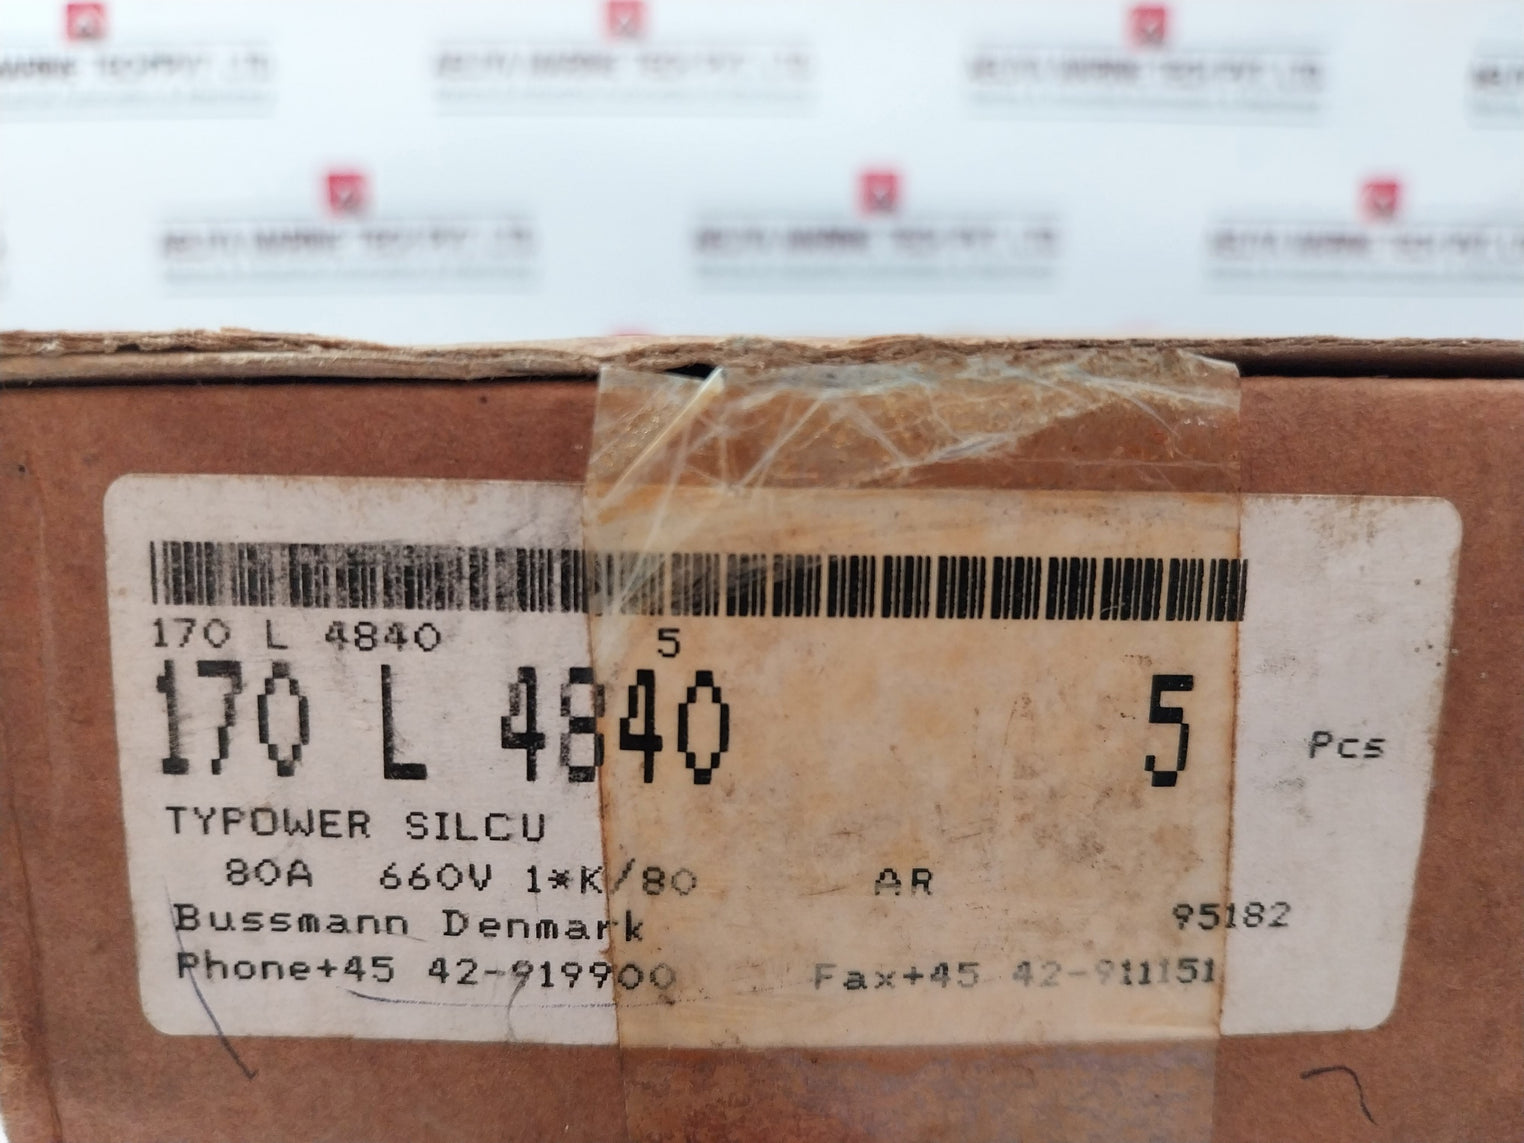 170 L 4840 5
170 L 4840 5 Pcs
TYPOWER SILCU
80A 660V 1*K/80 AR
Bussmann Denmark 95182
Phone+45 42-919900 Fax+45 42-911151